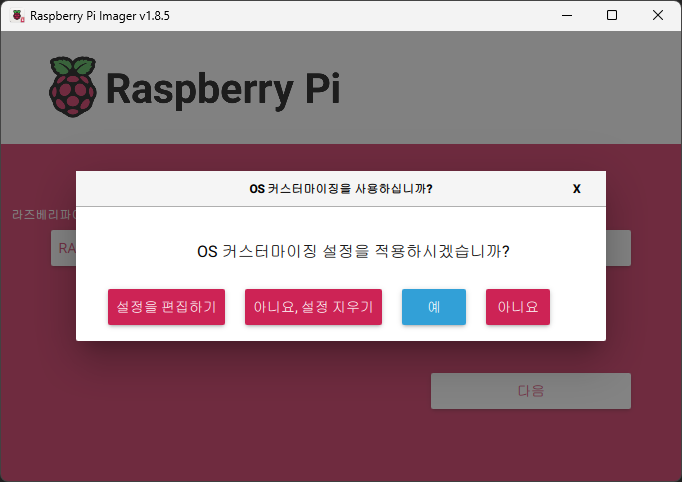 Raspberry Pi Imager v1.8.5
Raspberry Pi
OS 커스터마이징을 사용하십니까?
X
라즈베리파이
OS 커스터마이징 설정을 적용하시겠습니까?
RA
설정을 편집하기
아니요, 설정 지우기
예
아니요
다음